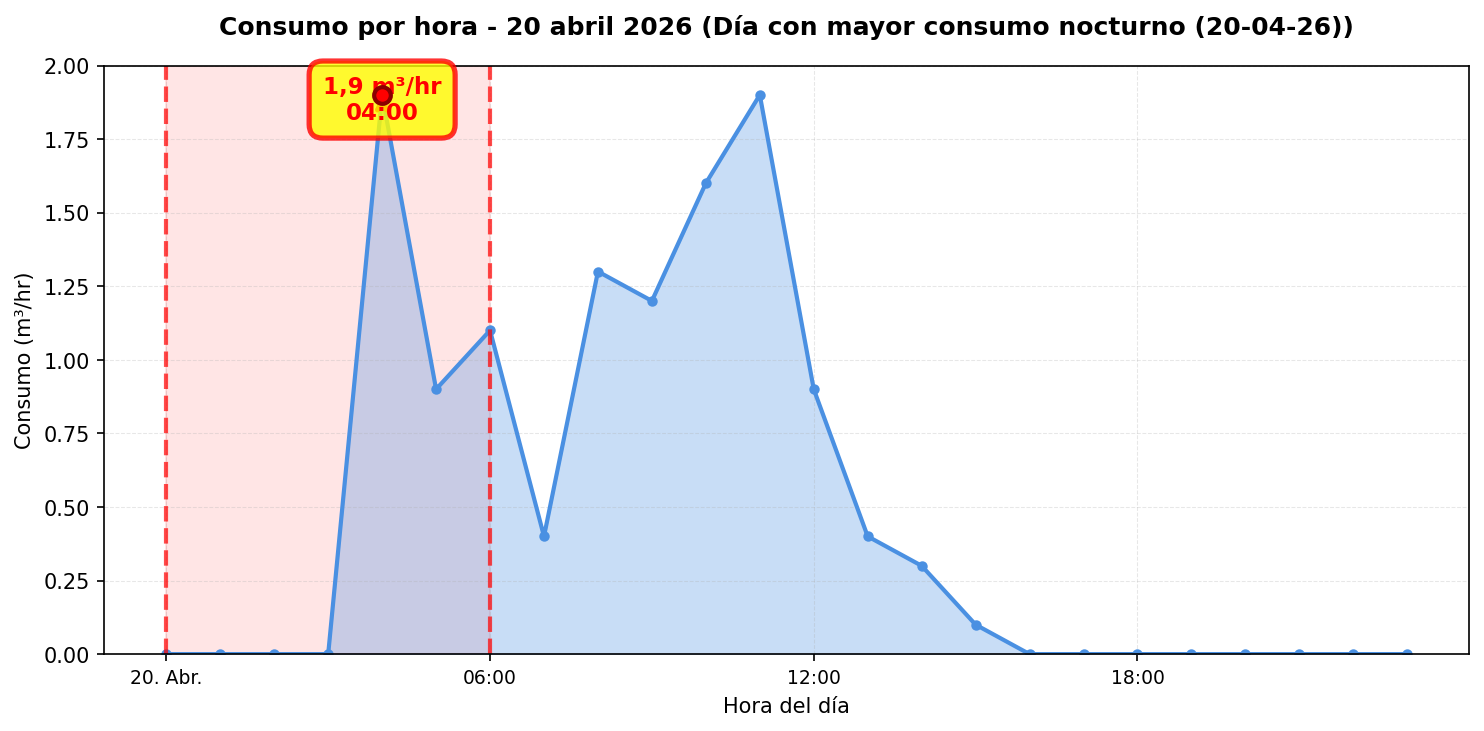 Consumo por hora - 20 abril 2026 (Día con mayor consumo nocturno (20-04-26))
2.00
1,9 m³/hr
04:00
1.75
1.50
1.25
1.00
0.75
0.50
0.25
0.00
Consumo (m³/hr)
20. Abr.
06:00
12:00
18:00
Hora del día